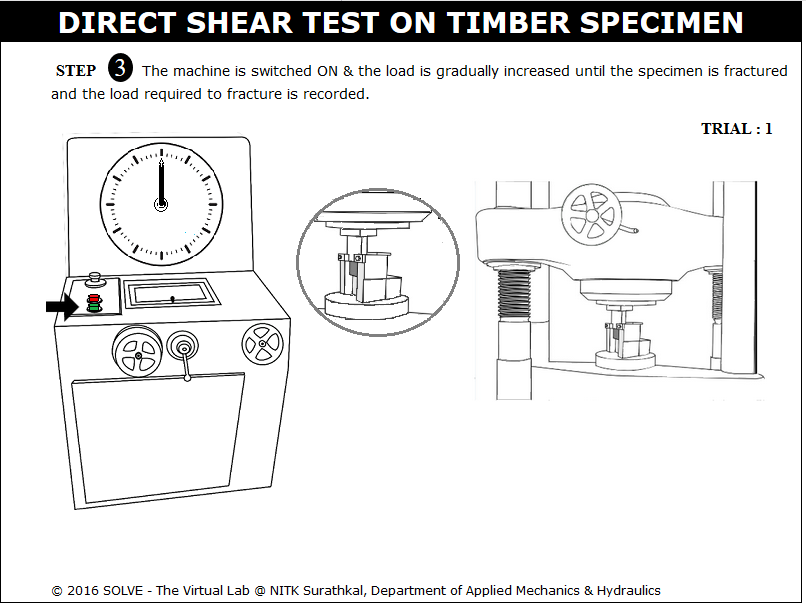 DIRECT SHEAR TEST ON TIMBER SPECIMEN
STEP 3 The machine is switched ON & the load is gradually increased until the specimen is fractured
and the load required to fracture is recorded.
TRIAL : 1
© 2016 SOLVE - The Virtual Lab @ NITK Surathkal, Department of Applied Mechanics & Hydraulics